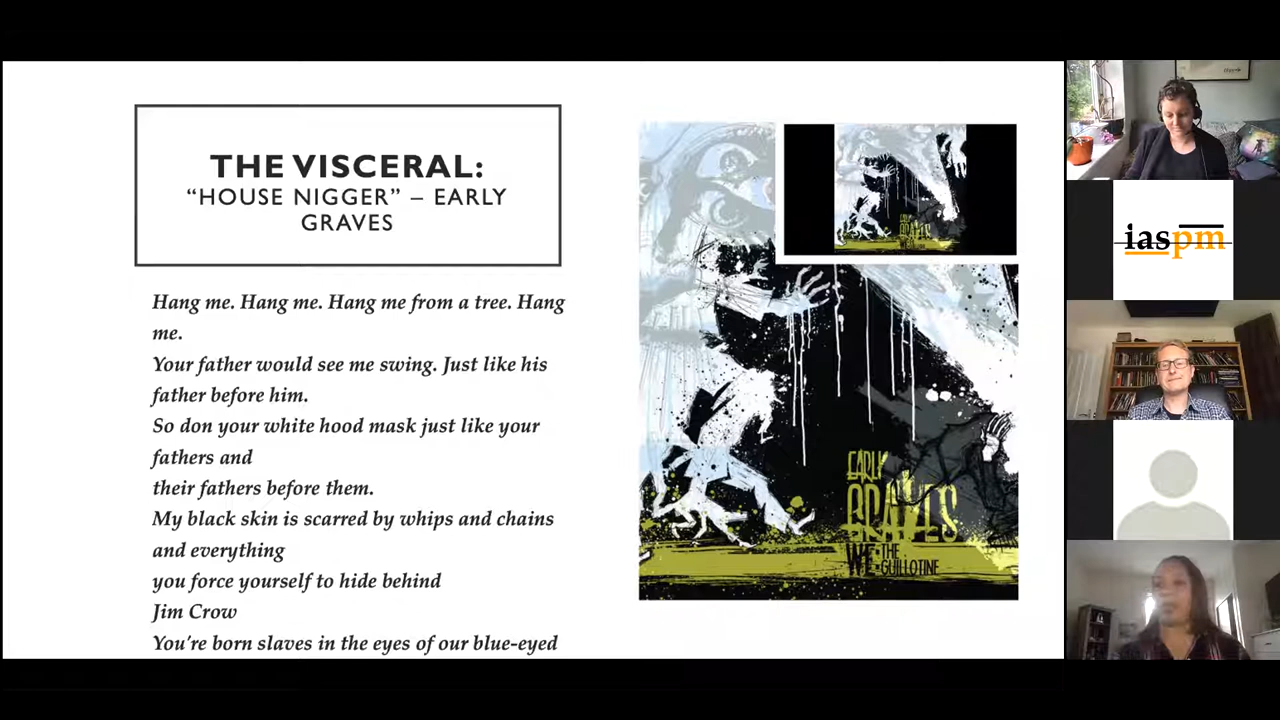 THE VISCERAL:
“HOUSE NIGGER” – EARLY
GRAVES
Hang me. Hang me. Hang me from a tree. Hang
me.
Your father would see me swing. Just like his
father before him.
So don your white hood mask just like your
fathers and
their fathers before them.
My black skin is scarred by whips and chains
and everything
you force yourself to hide behind
Jim Crow
You’re born slaves in the eyes of our blue-eyed
EARLY
GRAVES
WE:THE
GUILLOTINE
EARLY
GRAVES
iaspm